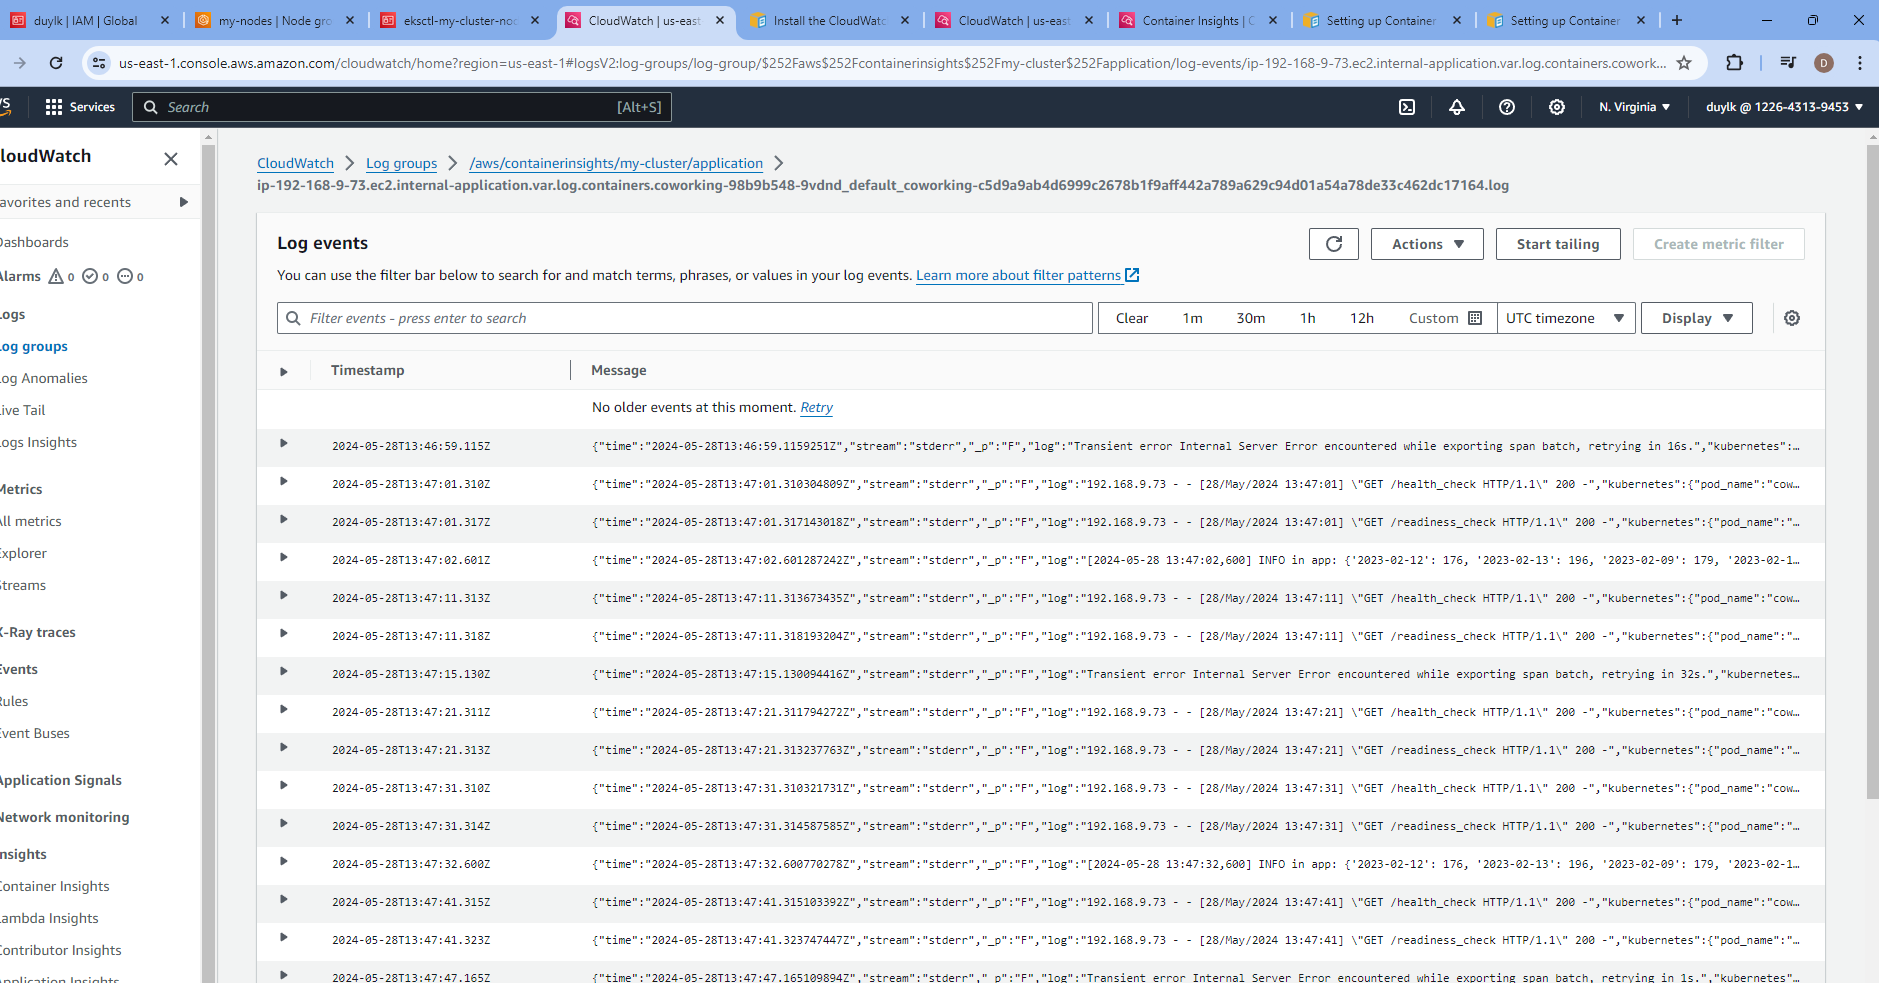 duylk | IAM | Global
my-nodes | Node gro
eksctl-my-cluster-nod
CloudWatch | us-east
Install the CloudWatch
CloudWatch | us-east
Container Insights | C
Setting up Container
Setting up Container
us-east-1.console.aws.amazon.com/cloudwatch/home?region=us-east-1#logsV2:log-groups/log-group/$252Faws$252Fcontainerinsights$252Fmy-cluster$252Fapplication/log-events/ip-192-168-9-73.ec2.internal-application.var.log.containers.cowork...
D
Services
Search
[Alt+S]
N. Virginia
duylk @ 1226-4313-9453
loudWatch
CloudWatch
Log groups
/aws/containerinsights/my-cluster/application
ip-192-168-9-73.ec2.internal-application.var.log.containers.coworking-98b9b548-9vdnd_default_coworking-c5d9a9ab4d6999c2678b1f9aff442a789a629c94d01a54a78de33c462dc17164.log
avorites and recents
Dashboards
Alarms 0 0 0
ogs
og groups
og Anomalies
ive Tail
ogs Insights
Metrics
All metrics
Explorer
Streams
X-Ray traces
Events
Rules
Event Buses
Application Signals
Network monitoring
Insights
Container Insights
Lambda Insights
Contributor Insights
Application Insights
Log events
Actions
Start tailing
Create metric filter
You can use the filter bar below to search for and match terms, phrases, or values in your log events. Learn more about filter patterns
Filter events - press enter to search
Clear 1m 30m 1h 12h Custom
UTC timezone
Display
Timestamp Message
No older events at this moment. Retry
2024-05-28T13:46:59.115Z {"time":"2024-05-28T13:46:59.1159251Z","stream":"stderr","_p":"F","log":"Transient error Internal Server Error encountered while exporting span batch, retrying in 16s.","kubernetes":…
2024-05-28T13:47:01.310Z {"time":"2024-05-28T13:47:01.310304809Z","stream":"stderr","_p":"F","log":"192.168.9.73 - - [28/May/2024 13:47:01] \"GET /health_check HTTP/1.1\" 200 -","kubernetes":{"pod_name":"cow…
2024-05-28T13:47:01.317Z {"time":"2024-05-28T13:47:01.317143018Z","stream":"stderr","_p":"F","log":"192.168.9.73 - - [28/May/2024 13:47:01] \"GET /readiness_check HTTP/1.1\" 200 -","kubernetes":{"pod_name":"…
2024-05-28T13:47:02.601Z {"time":"2024-05-28T13:47:02.601287242Z","stream":"stderr","_p":"F","log":"[2024-05-28 13:47:02,600] INFO in app: {'2023-02-12': 176, '2023-02-13': 196, '2023-02-09': 179, '2023-02-1…
2024-05-28T13:47:11.313Z {"time":"2024-05-28T13:47:11.313673435Z","stream":"stderr","_p":"F","log":"192.168.9.73 - - [28/May/2024 13:47:11] \"GET /health_check HTTP/1.1\" 200 -","kubernetes":{"pod_name":"cow…
2024-05-28T13:47:11.318Z {"time":"2024-05-28T13:47:11.318193204Z","stream":"stderr","_p":"F","log":"192.168.9.73 - - [28/May/2024 13:47:11] \"GET /readiness_check HTTP/1.1\" 200 -","kubernetes":{"pod_name":"…
2024-05-28T13:47:15.130Z {"time":"2024-05-28T13:47:15.130094416Z","stream":"stderr","_p":"F","log":"Transient error Internal Server Error encountered while exporting span batch, retrying in 32s.","kubernetes…
2024-05-28T13:47:21.311Z {"time":"2024-05-28T13:47:21.311794272Z","stream":"stderr","_p":"F","log":"192.168.9.73 - - [28/May/2024 13:47:21] \"GET /health_check HTTP/1.1\" 200 -","kubernetes":{"pod_name":"cow…
2024-05-28T13:47:21.313Z {"time":"2024-05-28T13:47:21.313237763Z","stream":"stderr","_p":"F","log":"192.168.9.73 - - [28/May/2024 13:47:21] \"GET /readiness_check HTTP/1.1\" 200 -","kubernetes":{"pod_name":"…
2024-05-28T13:47:31.310Z {"time":"2024-05-28T13:47:31.310321731Z","stream":"stderr","_p":"F","log":"192.168.9.73 - - [28/May/2024 13:47:31] \"GET /health_check HTTP/1.1\" 200 -","kubernetes":{"pod_name":"cow…
2024-05-28T13:47:31.314Z {"time":"2024-05-28T13:47:31.314587585Z","stream":"stderr","_p":"F","log":"192.168.9.73 - - [28/May/2024 13:47:31] \"GET /readiness_check HTTP/1.1\" 200 -","kubernetes":{"pod_name":"…
2024-05-28T13:47:32.600Z {"time":"2024-05-28T13:47:32.600770278Z","stream":"stderr","_p":"F","log":"[2024-05-28 13:47:32,600] INFO in app: {'2023-02-12': 176, '2023-02-13': 196, '2023-02-09': 179, '2023-02-1…
2024-05-28T13:47:41.315Z {"time":"2024-05-28T13:47:41.315103392Z","stream":"stderr","_p":"F","log":"192.168.9.73 - - [28/May/2024 13:47:41] \"GET /health_check HTTP/1.1\" 200 -","kubernetes":{"pod_name":"cow…
2024-05-28T13:47:41.323Z {"time":"2024-05-28T13:47:41.323747447Z","stream":"stderr","_p":"F","log":"192.168.9.73 - - [28/May/2024 13:47:41] \"GET /readiness_check HTTP/1.1\" 200 -","kubernetes":{"pod_name":"…
2024-05-28T13:47:47.165Z {"time":"2024-05-28T13:47:47.165109894Z","stream":"stderr","_p":"F","log":"Transient error Internal Server Error encountered while exporting span batch, retrying in 1s.","kubernetes"…